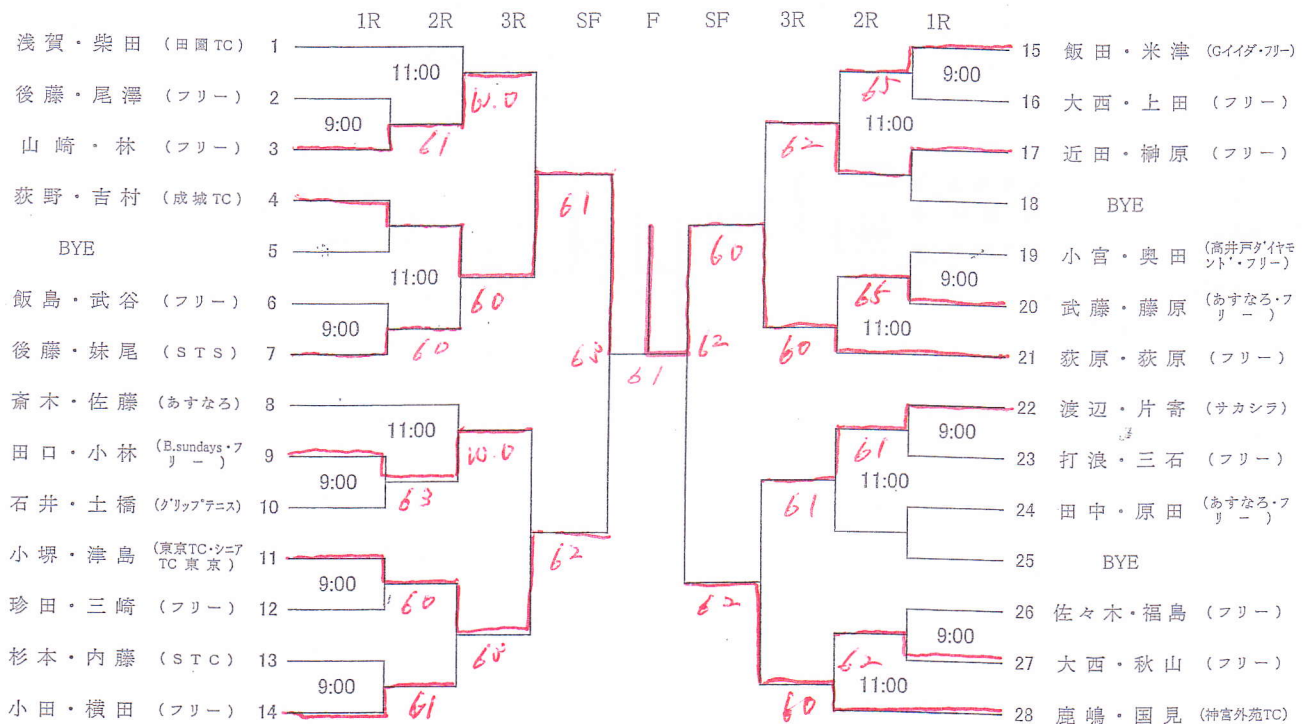 1R 2R 3R SF F SF 3R 2R 1R
浅賀・柴田 (田園TC) 1
11:00
後藤・尾澤 (フリー) 2
W.O
9:00
61
山崎・林 (フリー) 3
荻野・吉村 (成城TC) 4
61
BYE 5
11:00
60
飯島・武谷 (フリー) 6
9:00
60
後藤・妹尾 (STS) 7
61
斎木・佐藤 (あすなろ) 8
11:00
W.O
田口・小林 (B.sundays・フリー) 9
9:00
63
石井・土橋 (グリップテニス) 10
小堺・津島 (東京TC・シニアTC東京) 11
62
9:00
60
珍田・三崎 (フリー) 12
杉本・内藤 (STC) 13
9:00
61
小田・横田 (フリー) 14
15 飯田・米津 (Gイイダ・フリー)
9:00
65
16 大西・上田 (フリー)
11:00
62
17 近田・榊原 (フリー)
18 BYE
60
19 小宮・奥田 (高井戸ダイヤモンド・フリー)
9:00
65
20 武藤・藤原 (あすなろ・フリー)
11:00
60
21 荻原・荻原 (フリー)
62
22 渡辺・片寄 (サカシラ)
9:00
61
23 打浪・三石 (フリー)
11:00
61
24 田中・原田 (あすなろ・フリー)
25 BYE
62
26 佐々木・福島 (フリー)
9:00
62
27 大西・秋山 (フリー)
11:00
60
28 鹿嶋・国見 (神宮外苑TC)